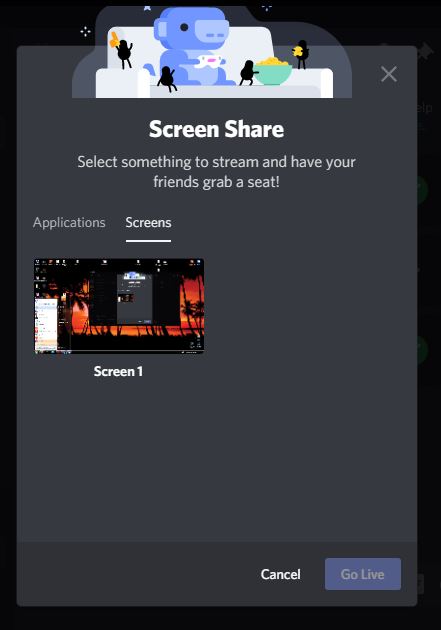 Screen Share
Select something to stream and have your
friends grab a seat!
Applications
Screens
Screen 1
Cancel
Go Live